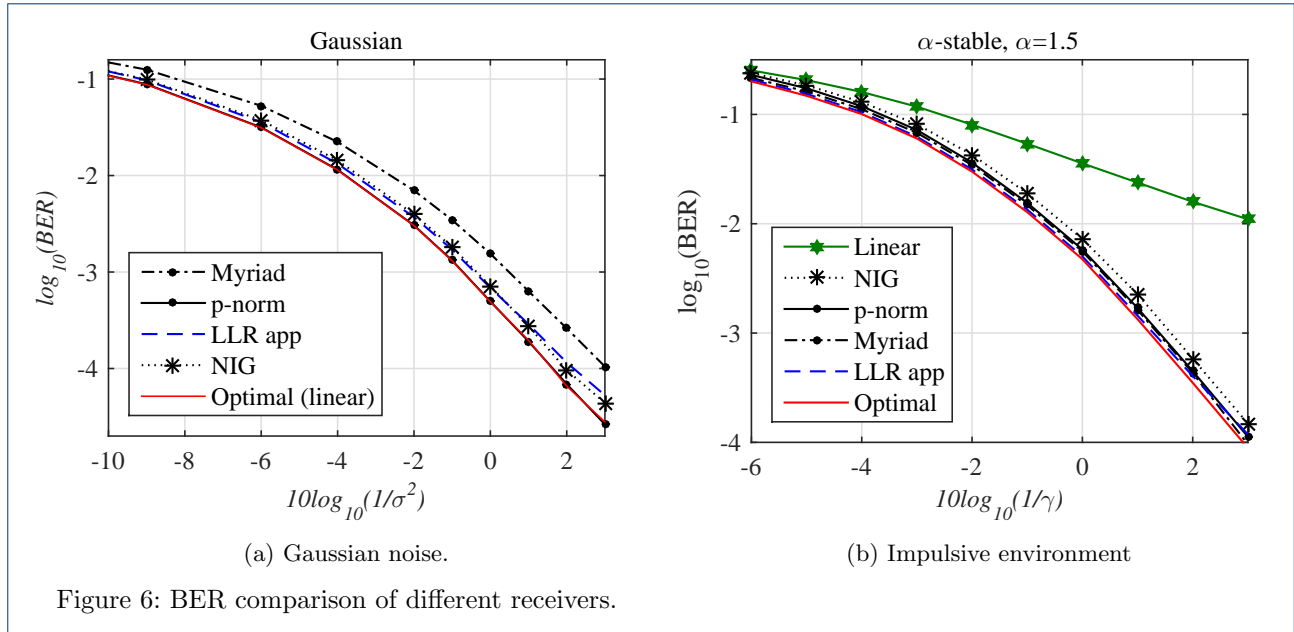 Gaussian
-1
-2
-3
-4
log10(BER)
Myriad
p-norm
LLR app
NIG
Optimal (linear)
-10 -8 -6 -4 -2 0 2
10log10(1/σ²)
(a) Gaussian noise.
α-stable, α=1.5
-1
-2
-3
-4
log10(BER)
Linear
NIG
p-norm
Myriad
LLR app
Optimal
-6 -4 -2 0 2
10log10(1/γ)
(b) Impulsive environment
Figure 6: BER comparison of different receivers.